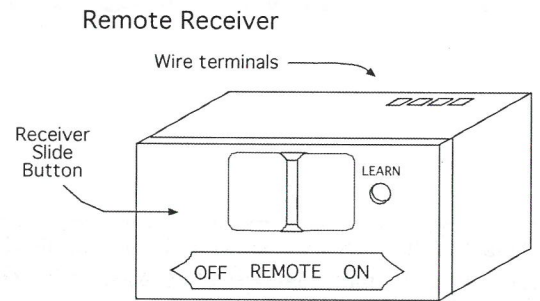 Remote Receiver
Wire terminals
Receiver
Slide
Button
LEARN
OFF REMOTE ON